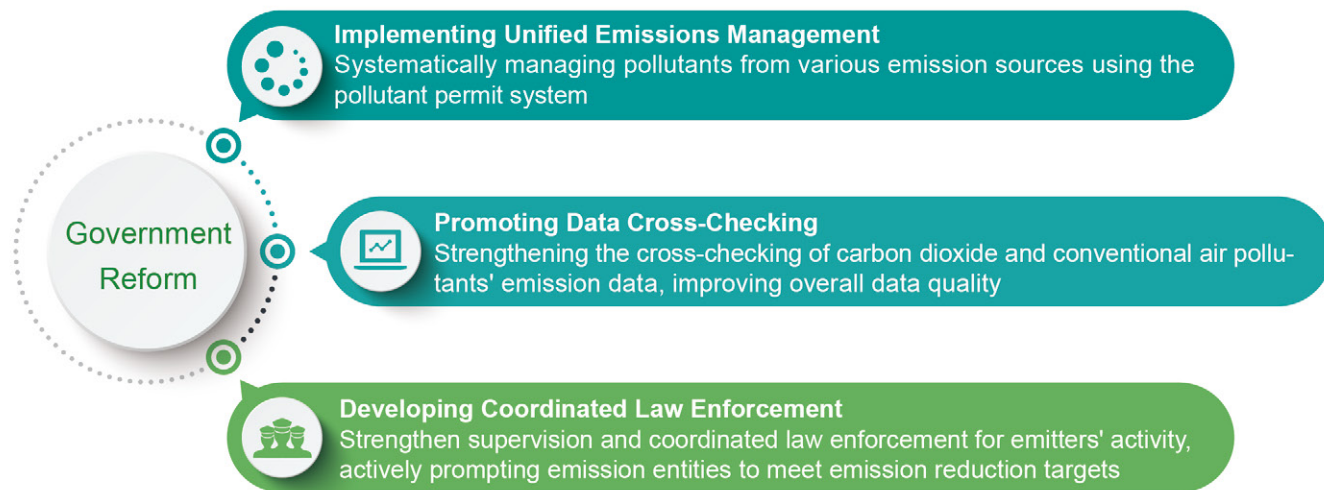 Government
Reform
Implementing Unified Emissions Management
Systematically managing pollutants from various emission sources using the
pollutant permit system
Promoting Data Cross-Checking
Strengthening the cross-checking of carbon dioxide and conventional air pollu-
tants' emission data, improving overall data quality
Developing Coordinated Law Enforcement
Strengthen supervision and coordinated law enforcement for emitters' activity,
actively prompting emission entities to meet emission reduction targets